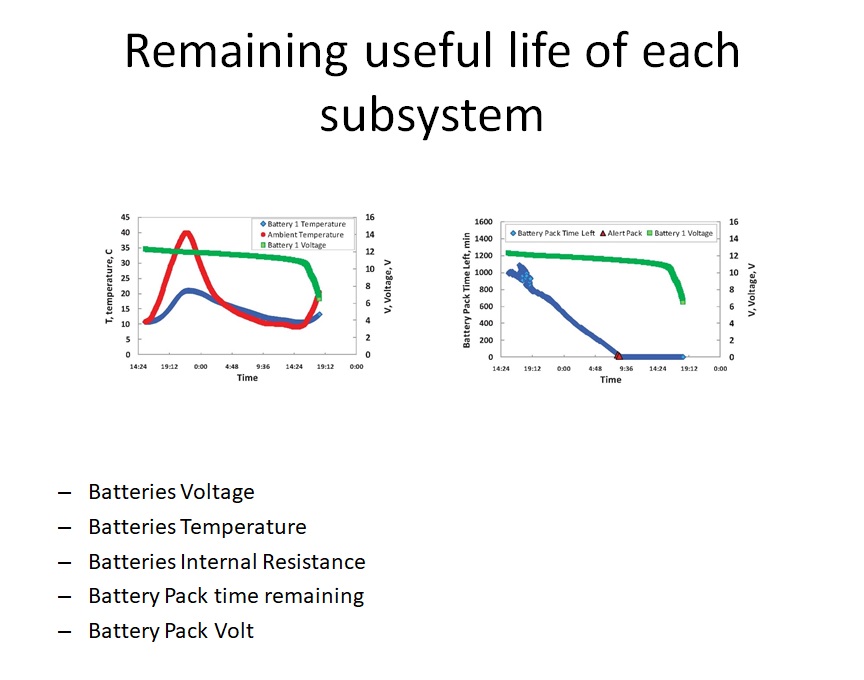 Remaining useful life of each
subsystem
45
40
35
30
25
20
15
10
5
0
T, temperature, C
Battery 1 Temperature
Ambient Temperature
Battery 1 Voltage
16
14
12
10
8
6
4
2
0
V, Voltage, V
14:24 19:12 0:00 4:48 9:36 14:24 19:12 0:00
Time
1600
1400
1200
1000
800
600
400
200
0
Battery Pack Time Left, min
Battery Pack Time Left Alert Pack Battery 1 Voltage
16
14
12
10
8
6
4
2
0
V, Voltage, V
14:24 19:12 0:00 4:48 9:36 14:24 19:12 0:00
Time
– Batteries Voltage
– Batteries Temperature
– Batteries Internal Resistance
– Battery Pack time remaining
– Battery Pack Volt